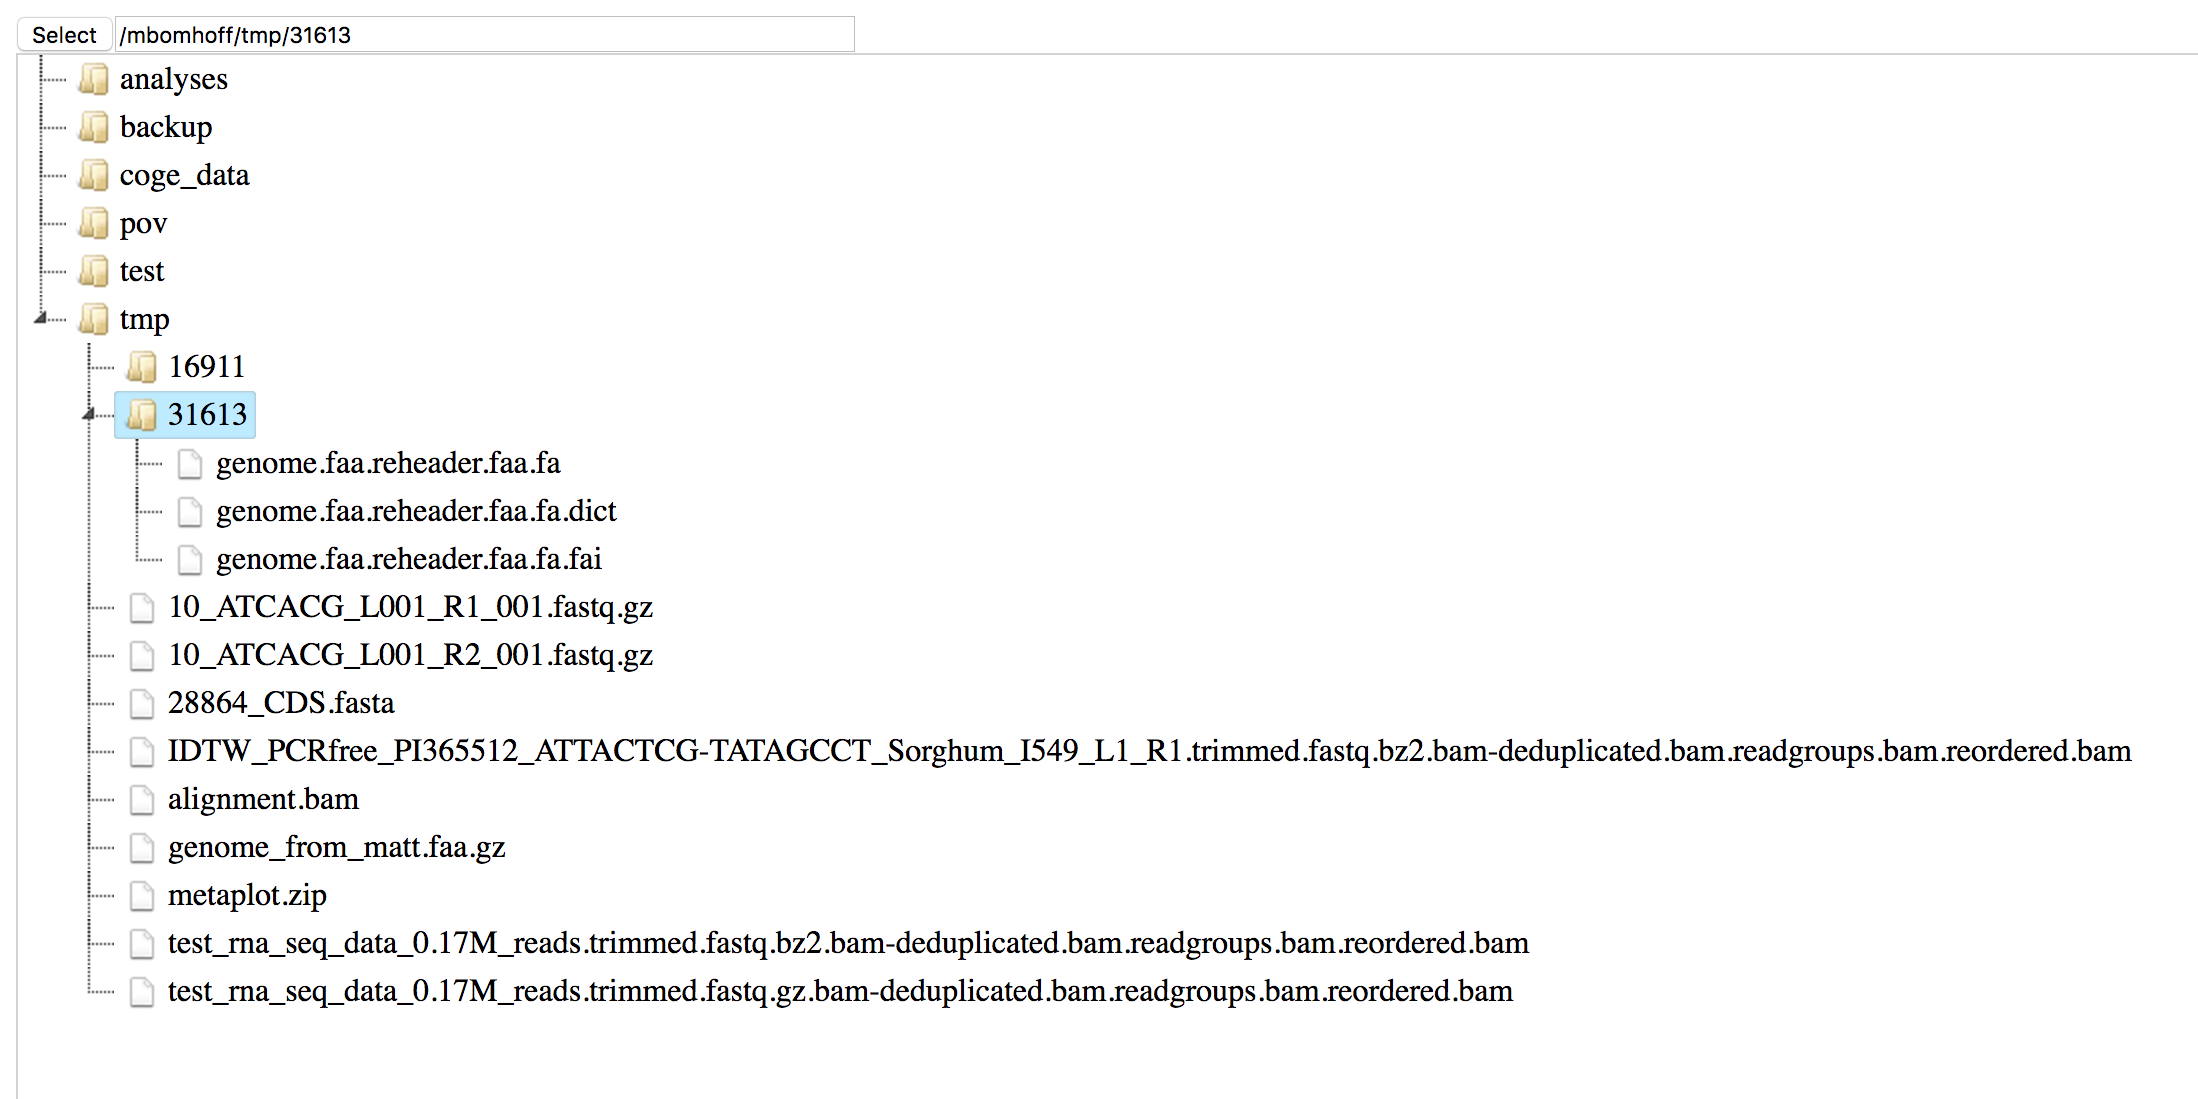 Select /mbomhoff/tmp/31613
analyses
backup
coge_data
pov
test
tmp
16911
31613
genome.faa.reheader.faa.fa
genome.faa.reheader.faa.fa.dict
genome.faa.reheader.faa.fa.fai
10_ATCACG_L001_R1_001.fastq.gz
10_ATCACG_L001_R2_001.fastq.gz
28864_CDS.fasta
IDTW_PCRfree_PI365512_ATTACTCG-TATAGCCT_Sorghum_I549_L1_R1.trimmed.fastq.bz2.bam-deduplicated.bam.readgroups.bam.reordered.bam
alignment.bam
genome_from_matt.faa.gz
metaplot.zip
test_rna_seq_data_0.17M_reads.trimmed.fastq.bz2.bam-deduplicated.bam.readgroups.bam.reordered.bam
test_rna_seq_data_0.17M_reads.trimmed.fastq.gz.bam-deduplicated.bam.readgroups.bam.reordered.bam